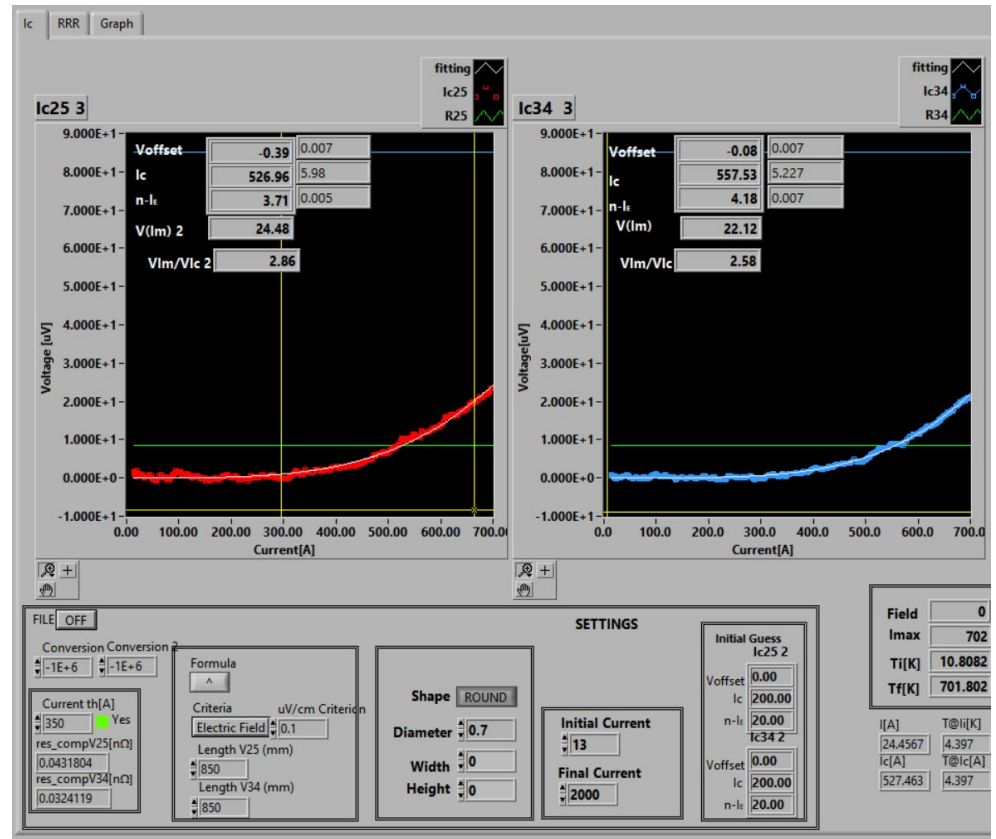 Ic RRR Graph
fitting
Ic25
R25
Ic25 3
fitting
Ic34
R34
Ic34 3
9.000E+1
8.000E+1
7.000E+1
6.000E+1
5.000E+1
4.000E+1
3.000E+1
2.000E+1
1.000E+1
0.000E+0
-1.000E+1
Voltage [uV]
Voffset -0.39 0.007
Ic 526.96 5.98
n-IE 3.71 0.005
V(Im) 2 24.48
VIm/VIc 2 2.86
0.00 100.00 200.00 300.00 400.00 500.00 600.00 700.0
Current[A]
9.000E+1
8.000E+1
7.000E+1
6.000E+1
5.000E+1
4.000E+1
3.000E+1
2.000E+1
1.000E+1
0.000E+0
-1.000E+1
Voltage[uV]
Voffset -0.08 0.007
Ic 557.53 5.227
n-IE 4.18 0.007
V(Im) 22.12
VIm/VIc 2.58
0.00 100.0 200.0 300.0 400.0 500.0 600.0 700.0
Current[A]
FILE OFF
SETTINGS
Conversion Conversion 2
-1E+6 -1E+6
Current th[A]
350 Yes
res_compV25[nΩ]
0.0431804
res_compV34[nΩ]
0.0324119
Formula
^
Criteria uV/cm Criterion
Electric Field 0.1
Length V25 (mm)
850
Length V34 (mm)
850
Shape ROUND
Diameter 0.7
Width 0
Height 0
Initial Current
13
Final Current
2000
Initial Guess
Ic25 2
Voffset 0.00
Ic 200.00
n-IE 20.00
Ic34 2
Voffset 0.00
Ic 200.00
n-IE 20.00
Field 0
Imax 702
Ti[K] 10.8082
Tf[K] 701.802
I[A] T@Ii[K]
24.4567 4.397
Ic[A] T@Ic[A]
527.463 4.397